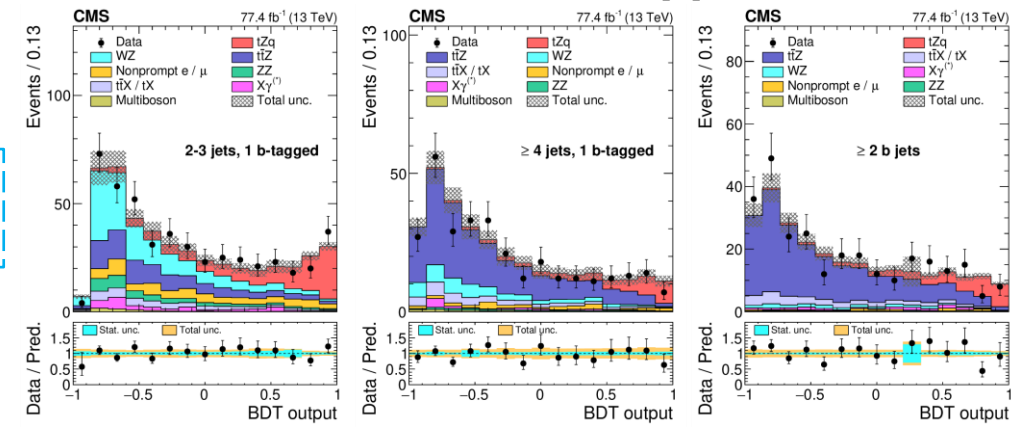 CMS 77.4 fb⁻¹ (13 TeV)
Events / 0.13
Data tZq
WZ tt̄Z
Nonprompt e / μ ZZ
tt̄X / tX Xγ⁽*⁾
Multiboson Total unc.
2-3 jets, 1 b-tagged
100
50
0
Data / Pred.
Stat. unc. Total unc.
1.5
1
0.5
0
−1 −0.5 0 0.5 1
BDT output
CMS 77.4 fb⁻¹ (13 TeV)
Events / 0.13
Data tZq
tt̄Z WZ
tt̄X / tX Nonprompt e / μ
Xγ⁽*⁾ ZZ
Multiboson Total unc.
≥ 4 jets, 1 b-tagged
100
50
0
Data / Pred.
Stat. unc. Total unc.
1.5
1
0.5
0
−1 −0.5 0 0.5 1
BDT output
CMS 77.4 fb⁻¹ (13 TeV)
Events / 0.13
Data tZq
tt̄Z tt̄X / tX
WZ Xγ⁽*⁾
Nonprompt e / μ ZZ
Multiboson Total unc.
≥ 2 b jets
80
60
40
20
0
Data / Pred.
Stat. unc. Total unc.
1.5
1
0.5
0
−1 −0.5 0 0.5 1
BDT output